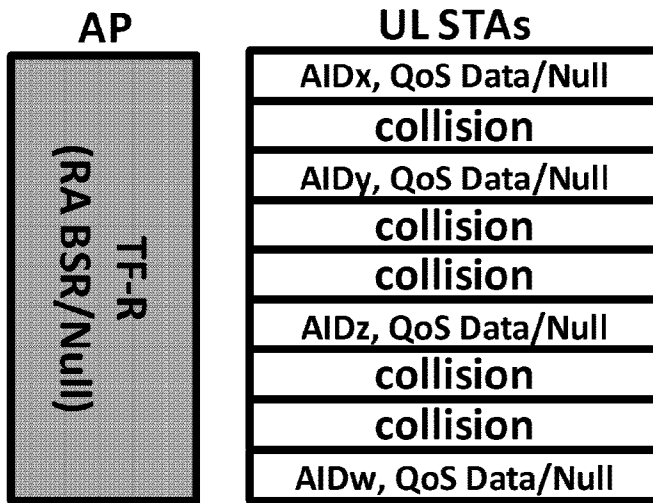 AP
TF-R
(RA BSR/Null)
UL STAs
AIDx, QoS Data/Null
collision
AIDy, QoS Data/Null
collision
collision
AIDz, QoS Data/Null
collision
collision
AIDw, QoS Data/Null